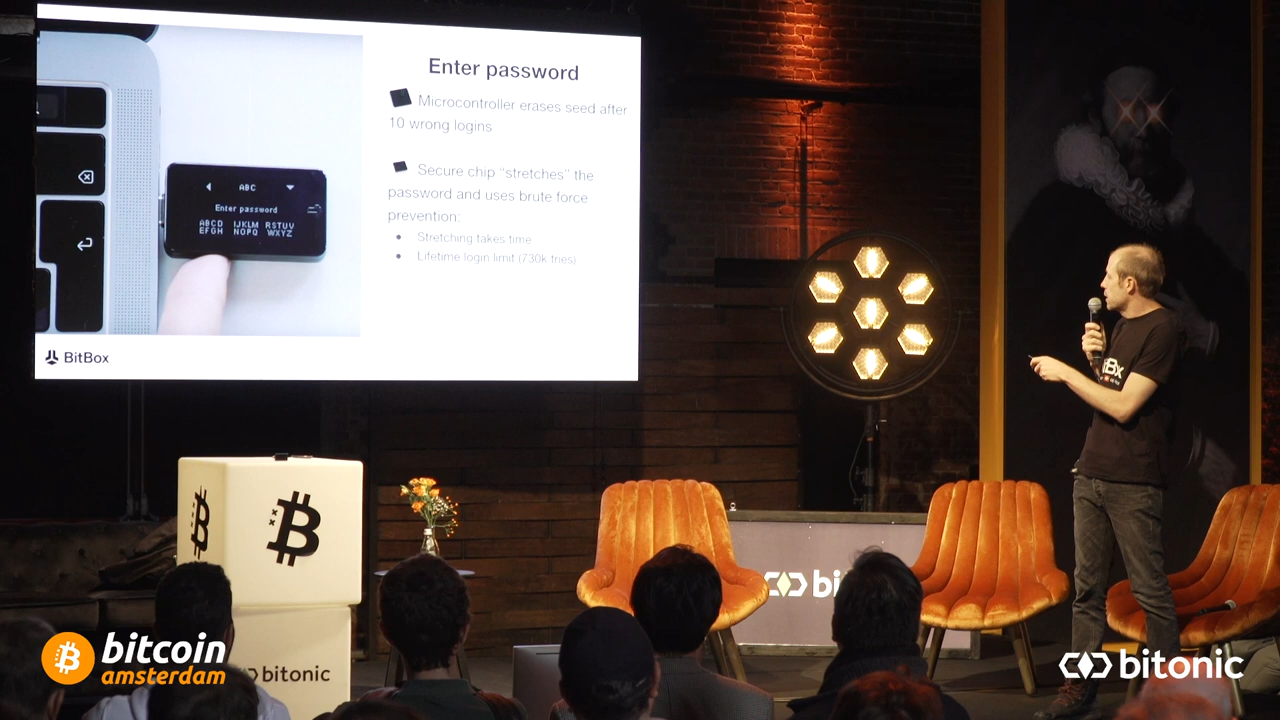 Enter password
Microcontroller erases seed after
10 wrong logins
Secure chip “stretches” the
password and uses brute force
prevention:
• Stretching takes time
• Lifetime login limit (730k tries)
ABC
Enter password
ABCD IJKLM RSTUV
EFGH NOPQ WXYZ
BitBox
bitonic
bitcoin
amsterdam
bitonic